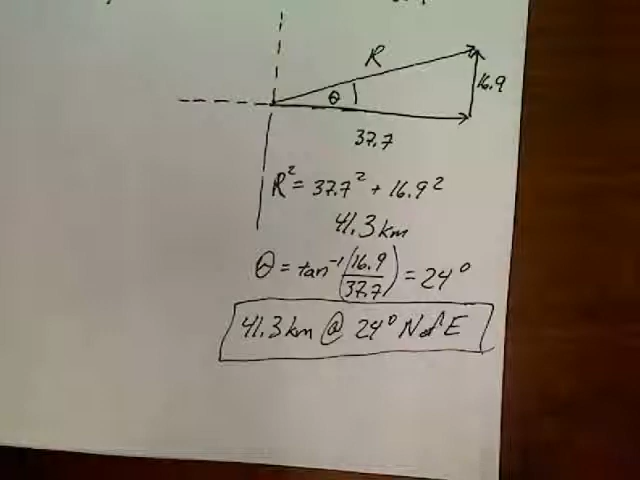 R
θ
16.9
37.7
R² = 37.7² + 16.9²
41.3 km
θ = tan⁻¹(16.9/37.7) = 24°
41.3 km @ 24° N of E